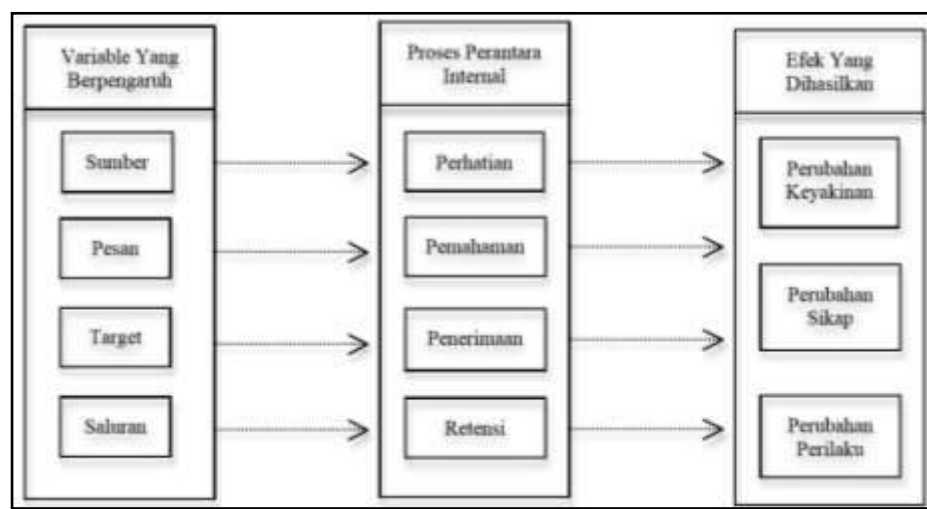 Variable Yang
Berpengaruh
Sumber
Pesan
Target
Saluran
Proses Perantara
Internal
Perhatian
Pemahaman
Penerimaan
Retensi
Efek Yang
Dihasilkan
Perubahan
Keyakinan
Perubahan
Sikap
Perubahan
Perilaku